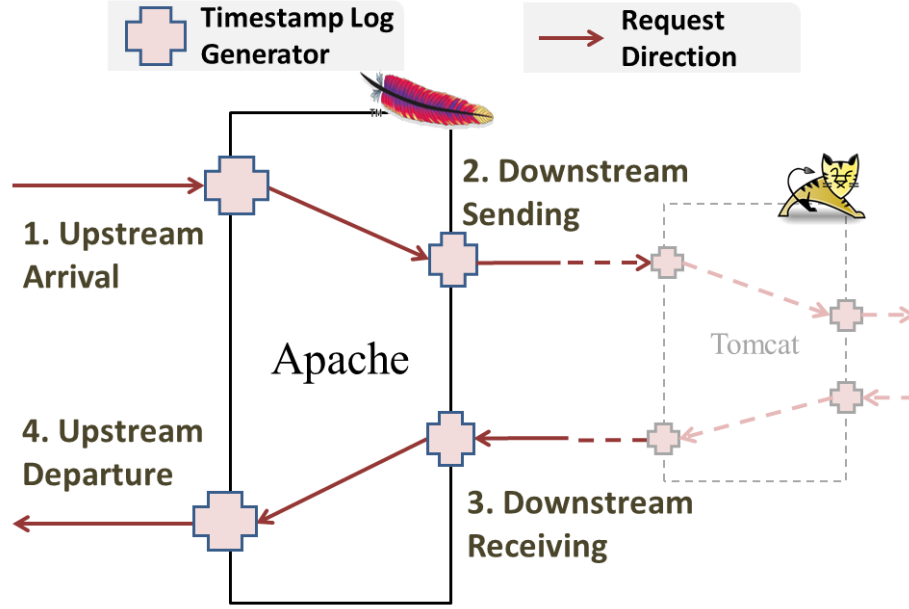 Timestamp Log
Generator
Request
Direction
TM
1. Upstream
Arrival
2. Downstream
Sending
Apache
Tomcat
4. Upstream
Departure
3. Downstream
Receiving